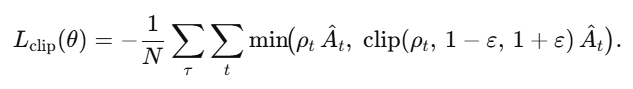 L_clip(θ) = −1/N ∑_τ ∑_t min(ρ_t Â_t, clip(ρ_t, 1 − ε, 1 + ε) Â_t).